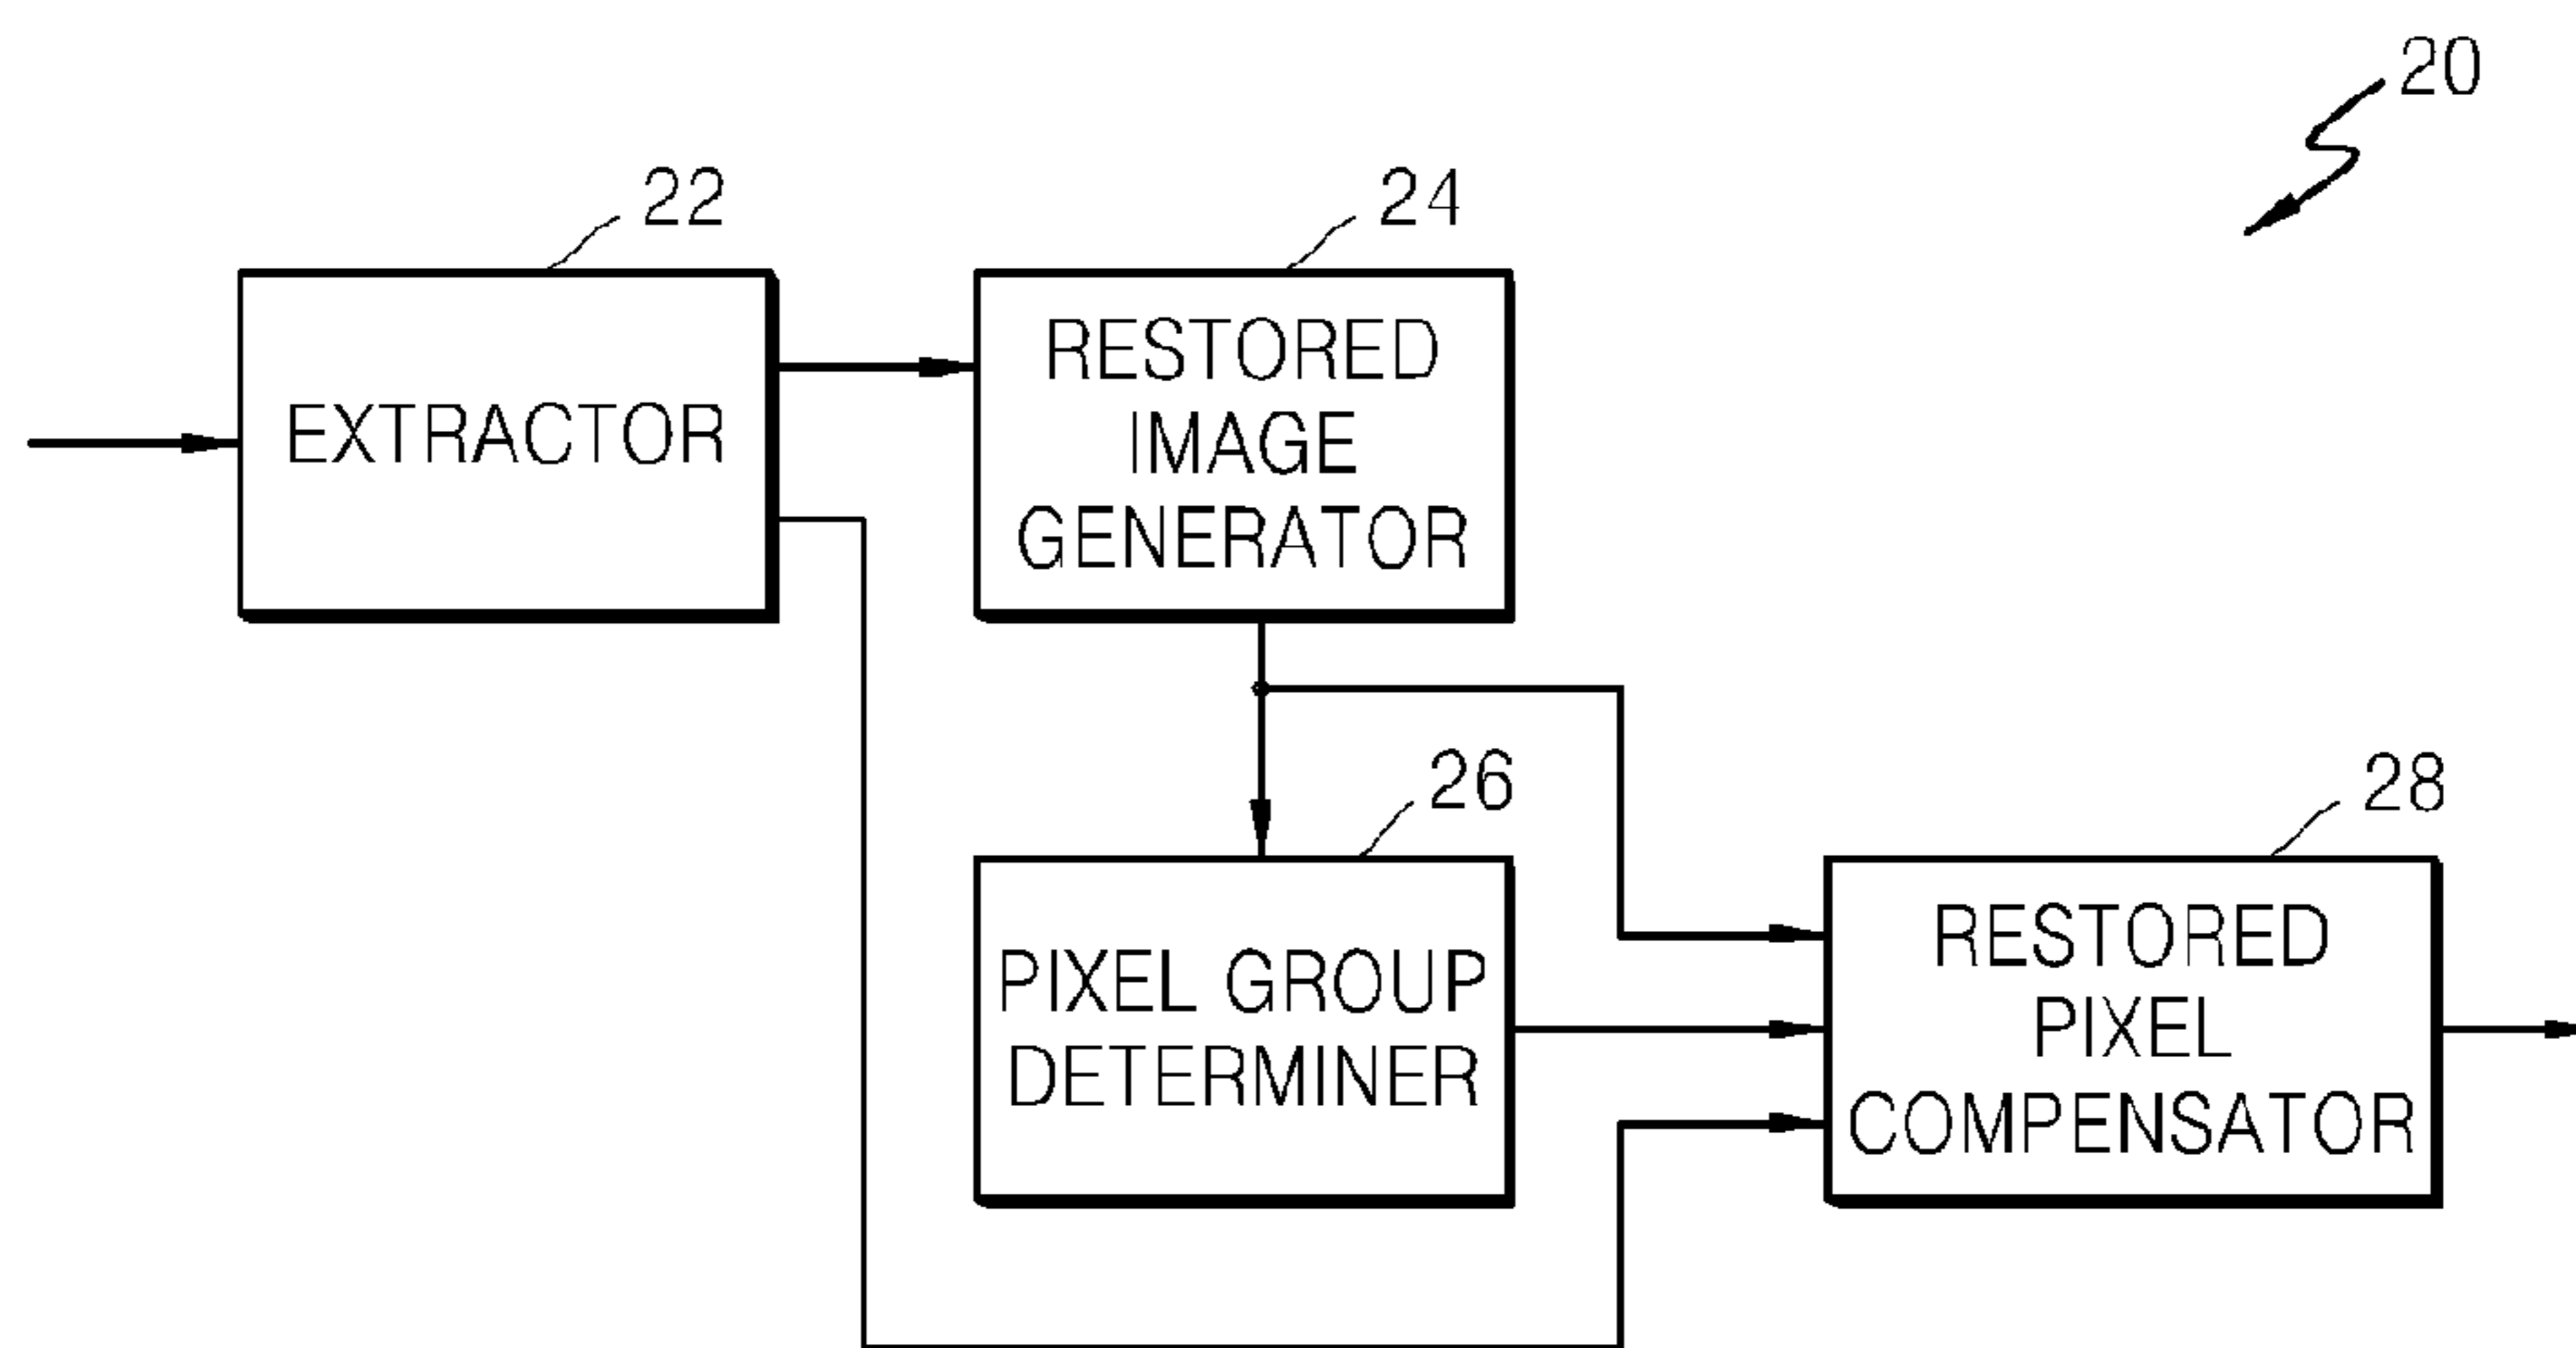 20
22
24
EXTRACTOR
RESTORED
IMAGE
GENERATOR
26
28
PIXEL GROUP
DETERMINER
RESTORED
PIXEL
COMPENSATOR